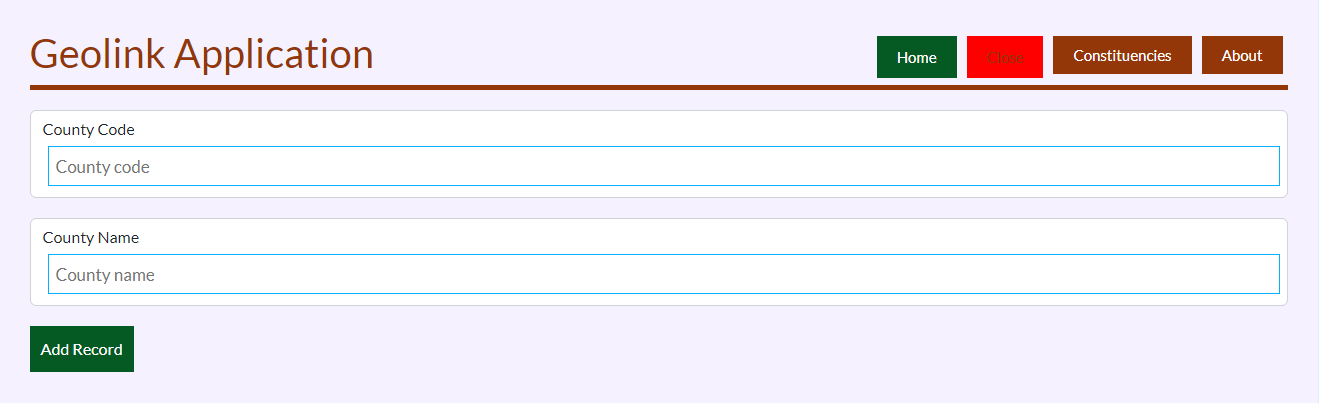 Geolink Application
Home Close Constituencies About
County Code
County code
County Name
County name
Add Record